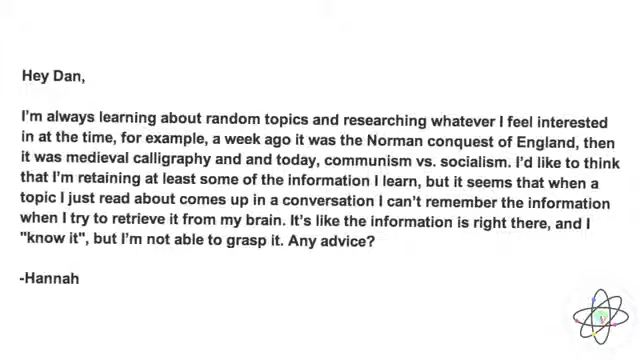 Hey Dan,
I'm always learning about random topics and researching whatever I feel interested
in at the time, for example, a week ago it was the Norman conquest of England, then
it was medieval calligraphy and and today, communism vs. socialism. I'd like to think
that I'm retaining at least some of the information I learn, but it seems that when a
topic I just read about comes up in a conversation I can't remember the information
when I try to retrieve it from my brain. It's like the information is right there, and I
"know it", but I'm not able to grasp it. Any advice?
-Hannah